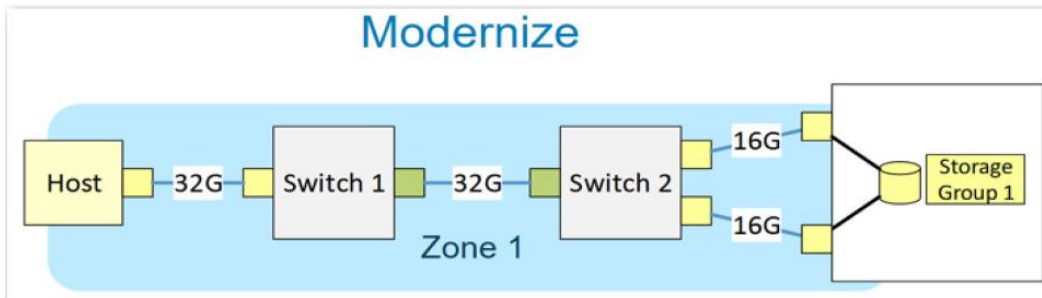 Modernize
16G
Host
32G
Switch 1
32G
Switch 2
Storage
Group 1
16G
Zone 1